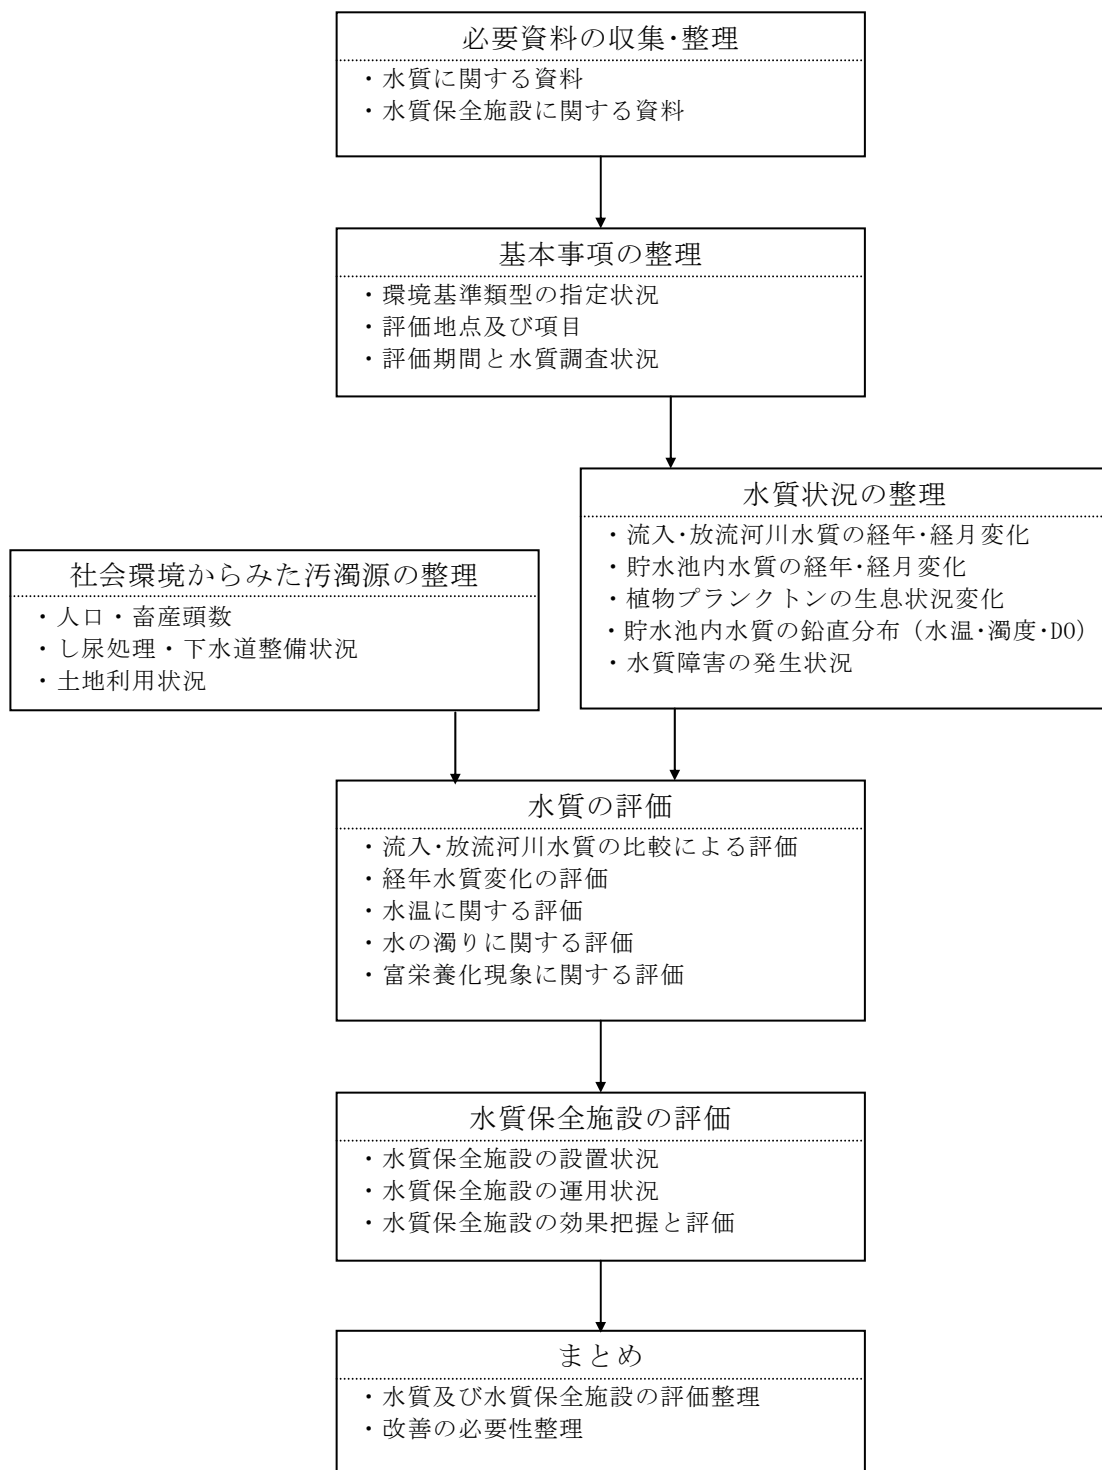 必要資料の収集･整理
・水質に関する資料
・水質保全施設に関する資料
基本事項の整理
・環境基準類型の指定状況
・評価地点及び項目
・評価期間と水質調査状況
水質状況の整理
・流入･放流河川水質の経年･経月変化
・貯水池内水質の経年･経月変化
・植物プランクトンの生息状況変化
・貯水池内水質の鉛直分布（水温･濁度･DO）
・水質障害の発生状況
社会環境からみた汚濁源の整理
・人口・畜産頭数
・し尿処理・下水道整備状況
・土地利用状況
水質の評価
・流入･放流河川水質の比較による評価
・経年水質変化の評価
・水温に関する評価
・水の濁りに関する評価
・富栄養化現象に関する評価
水質保全施設の評価
・水質保全施設の設置状況
・水質保全施設の運用状況
・水質保全施設の効果把握と評価
まとめ
・水質及び水質保全施設の評価整理
・改善の必要性整理